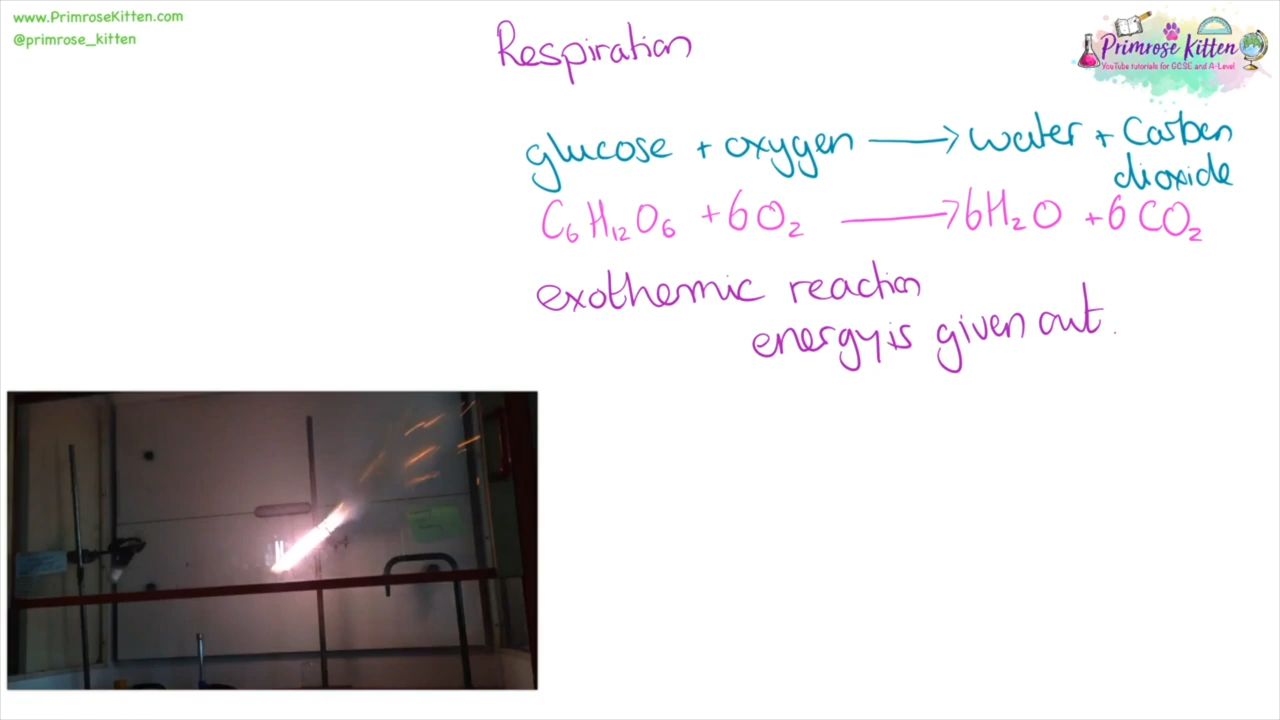 www.PrimroseKitten.com
@primrose_kitten
Respiration
Primrose Kitten
YouTube tutorials for GCSE and A-Level
glucose + oxygen → water + Carbon
dioxide
C₆H₁₂O₆ + 6O₂ → 6H₂O + 6CO₂
exothermic reaction
energy is given out.